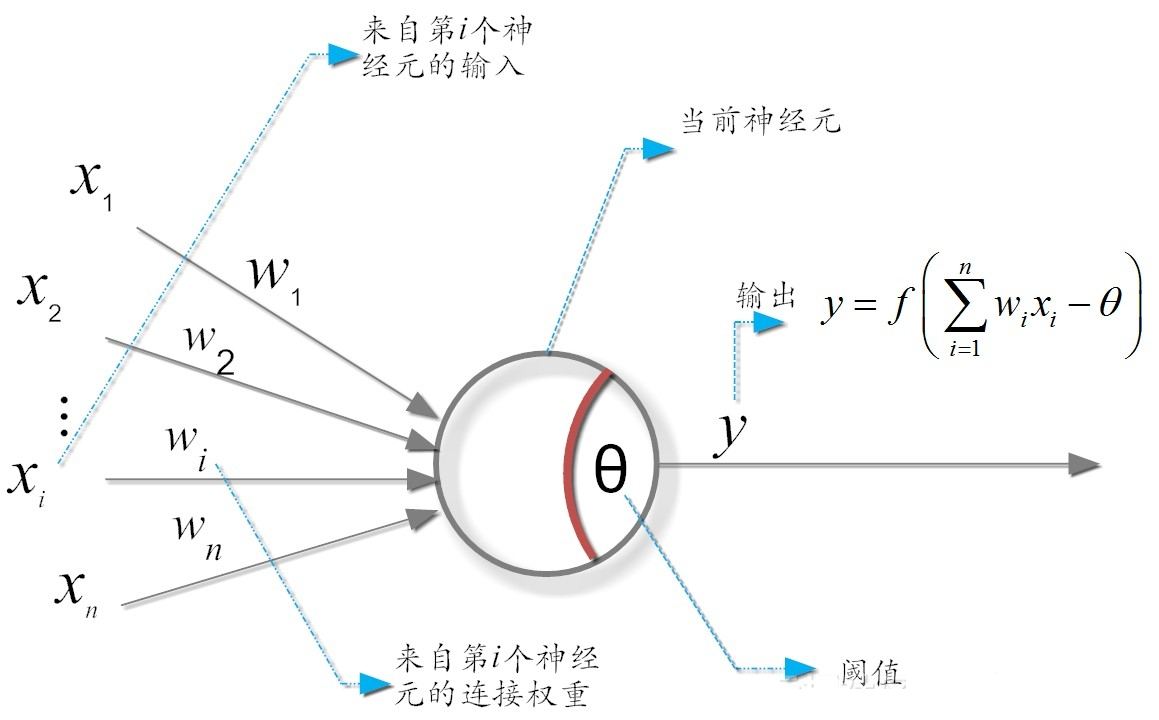 来自第i个神
经元的输入
当前神经元
x₁
w₁
x₂
w₂
⋮
输出
y = f(∑ⁿᵢ₌₁ wᵢxᵢ − θ)
y
xᵢ
wᵢ
θ
wₙ
xₙ
来自第i个神经
元的连接权重
阈值